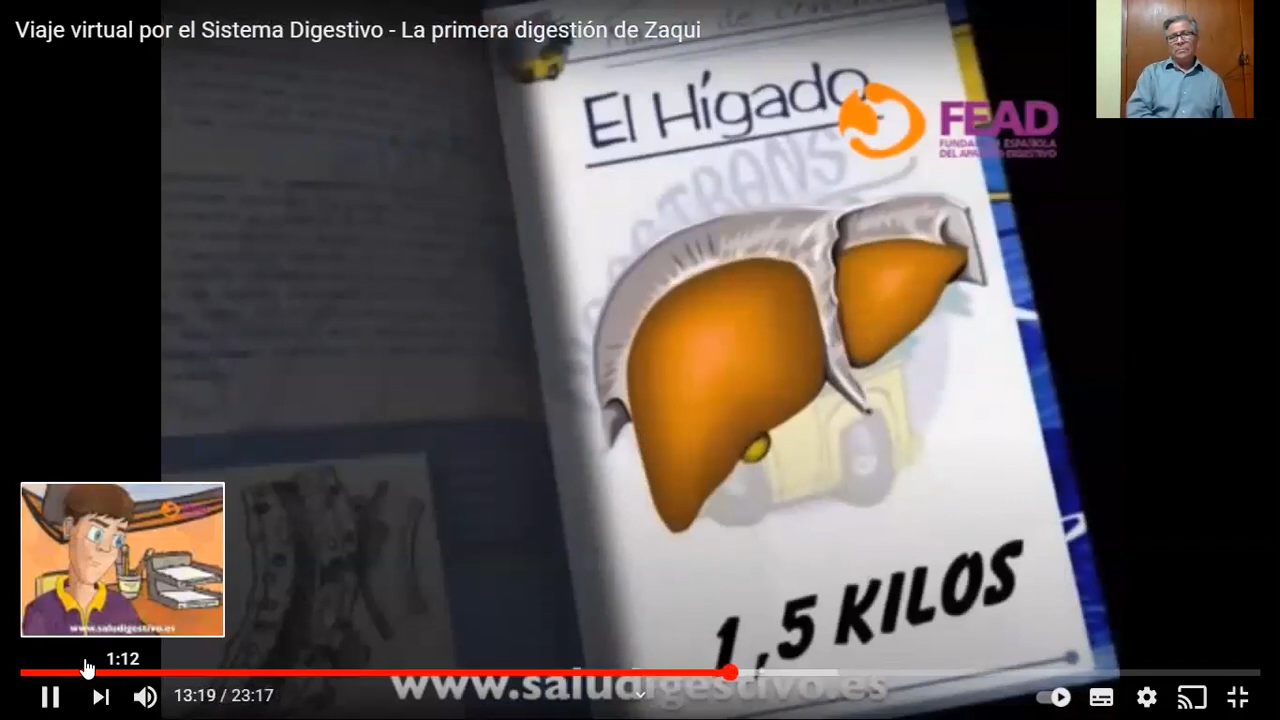 Viaje virtual por el Sistema Digestivo - La primera digestión de Zaqui
El Hígado
FEAD
FUNDACIÓN ESPAÑOLA
DEL APARATO DIGESTIVO
1,5 KILOS
www.saludigestivo.es
1:12
13:19 / 23:17
www.saludigestivo.es